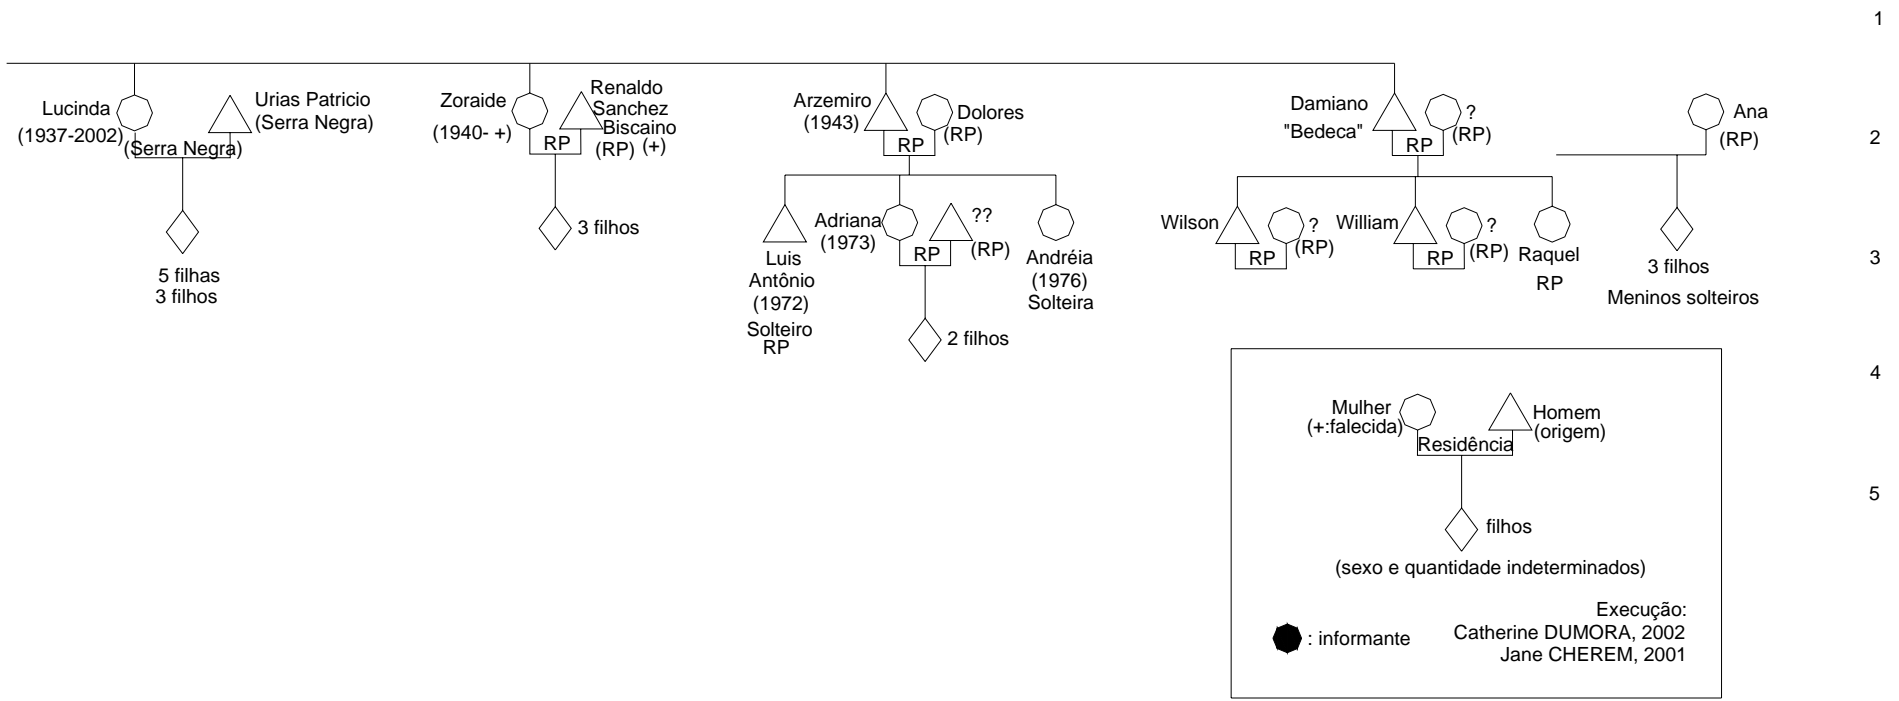 1
Lucinda
(1937-2002)
(Serra Negra)
Urias Patricio
(Serra Negra)
5 filhas
3 filhos
Zoraide
(1940- +)
RP
Renaldo
Sanchez
Biscaino
(RP) (+)
3 filhos
Arzemiro
(1943)
RP
Dolores
(RP)
Damiano
"Bedeca"
RP
?
(RP)
Ana
(RP)
2
Luis
Antônio
(1972)
Solteiro
RP
Adriana
(1973)
RP
??
(RP)
2 filhos
Andréia
(1976)
Solteira
Wilson
RP
?
(RP)
William
RP
?
(RP)
Raquel
RP
3 filhos
Meninos solteiros
3
4
Mulher
(+:falecida)
Residência
Homem
(origem)
5
filhos
(sexo e quantidade indeterminados)
: informante
Execução:
Catherine DUMORA, 2002
Jane CHEREM, 2001